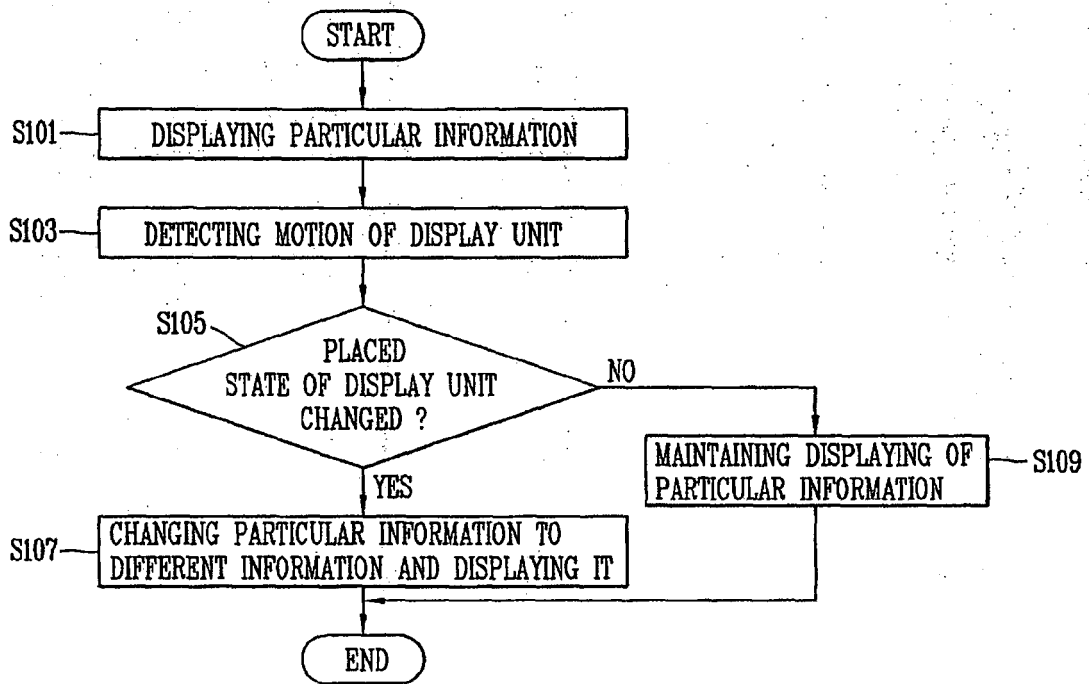 START
S101
DISPLAYING PARTICULAR INFORMATION
S103
DETECTING MOTION OF DISPLAY UNIT
S105
PLACED
STATE OF DISPLAY UNIT
CHANGED ?
NO
YES
MAINTAINING DISPLAYING OF
PARTICULAR INFORMATION
S109
S107
CHANGING PARTICULAR INFORMATION TO
DIFFERENT INFORMATION AND DISPLAYING IT
END